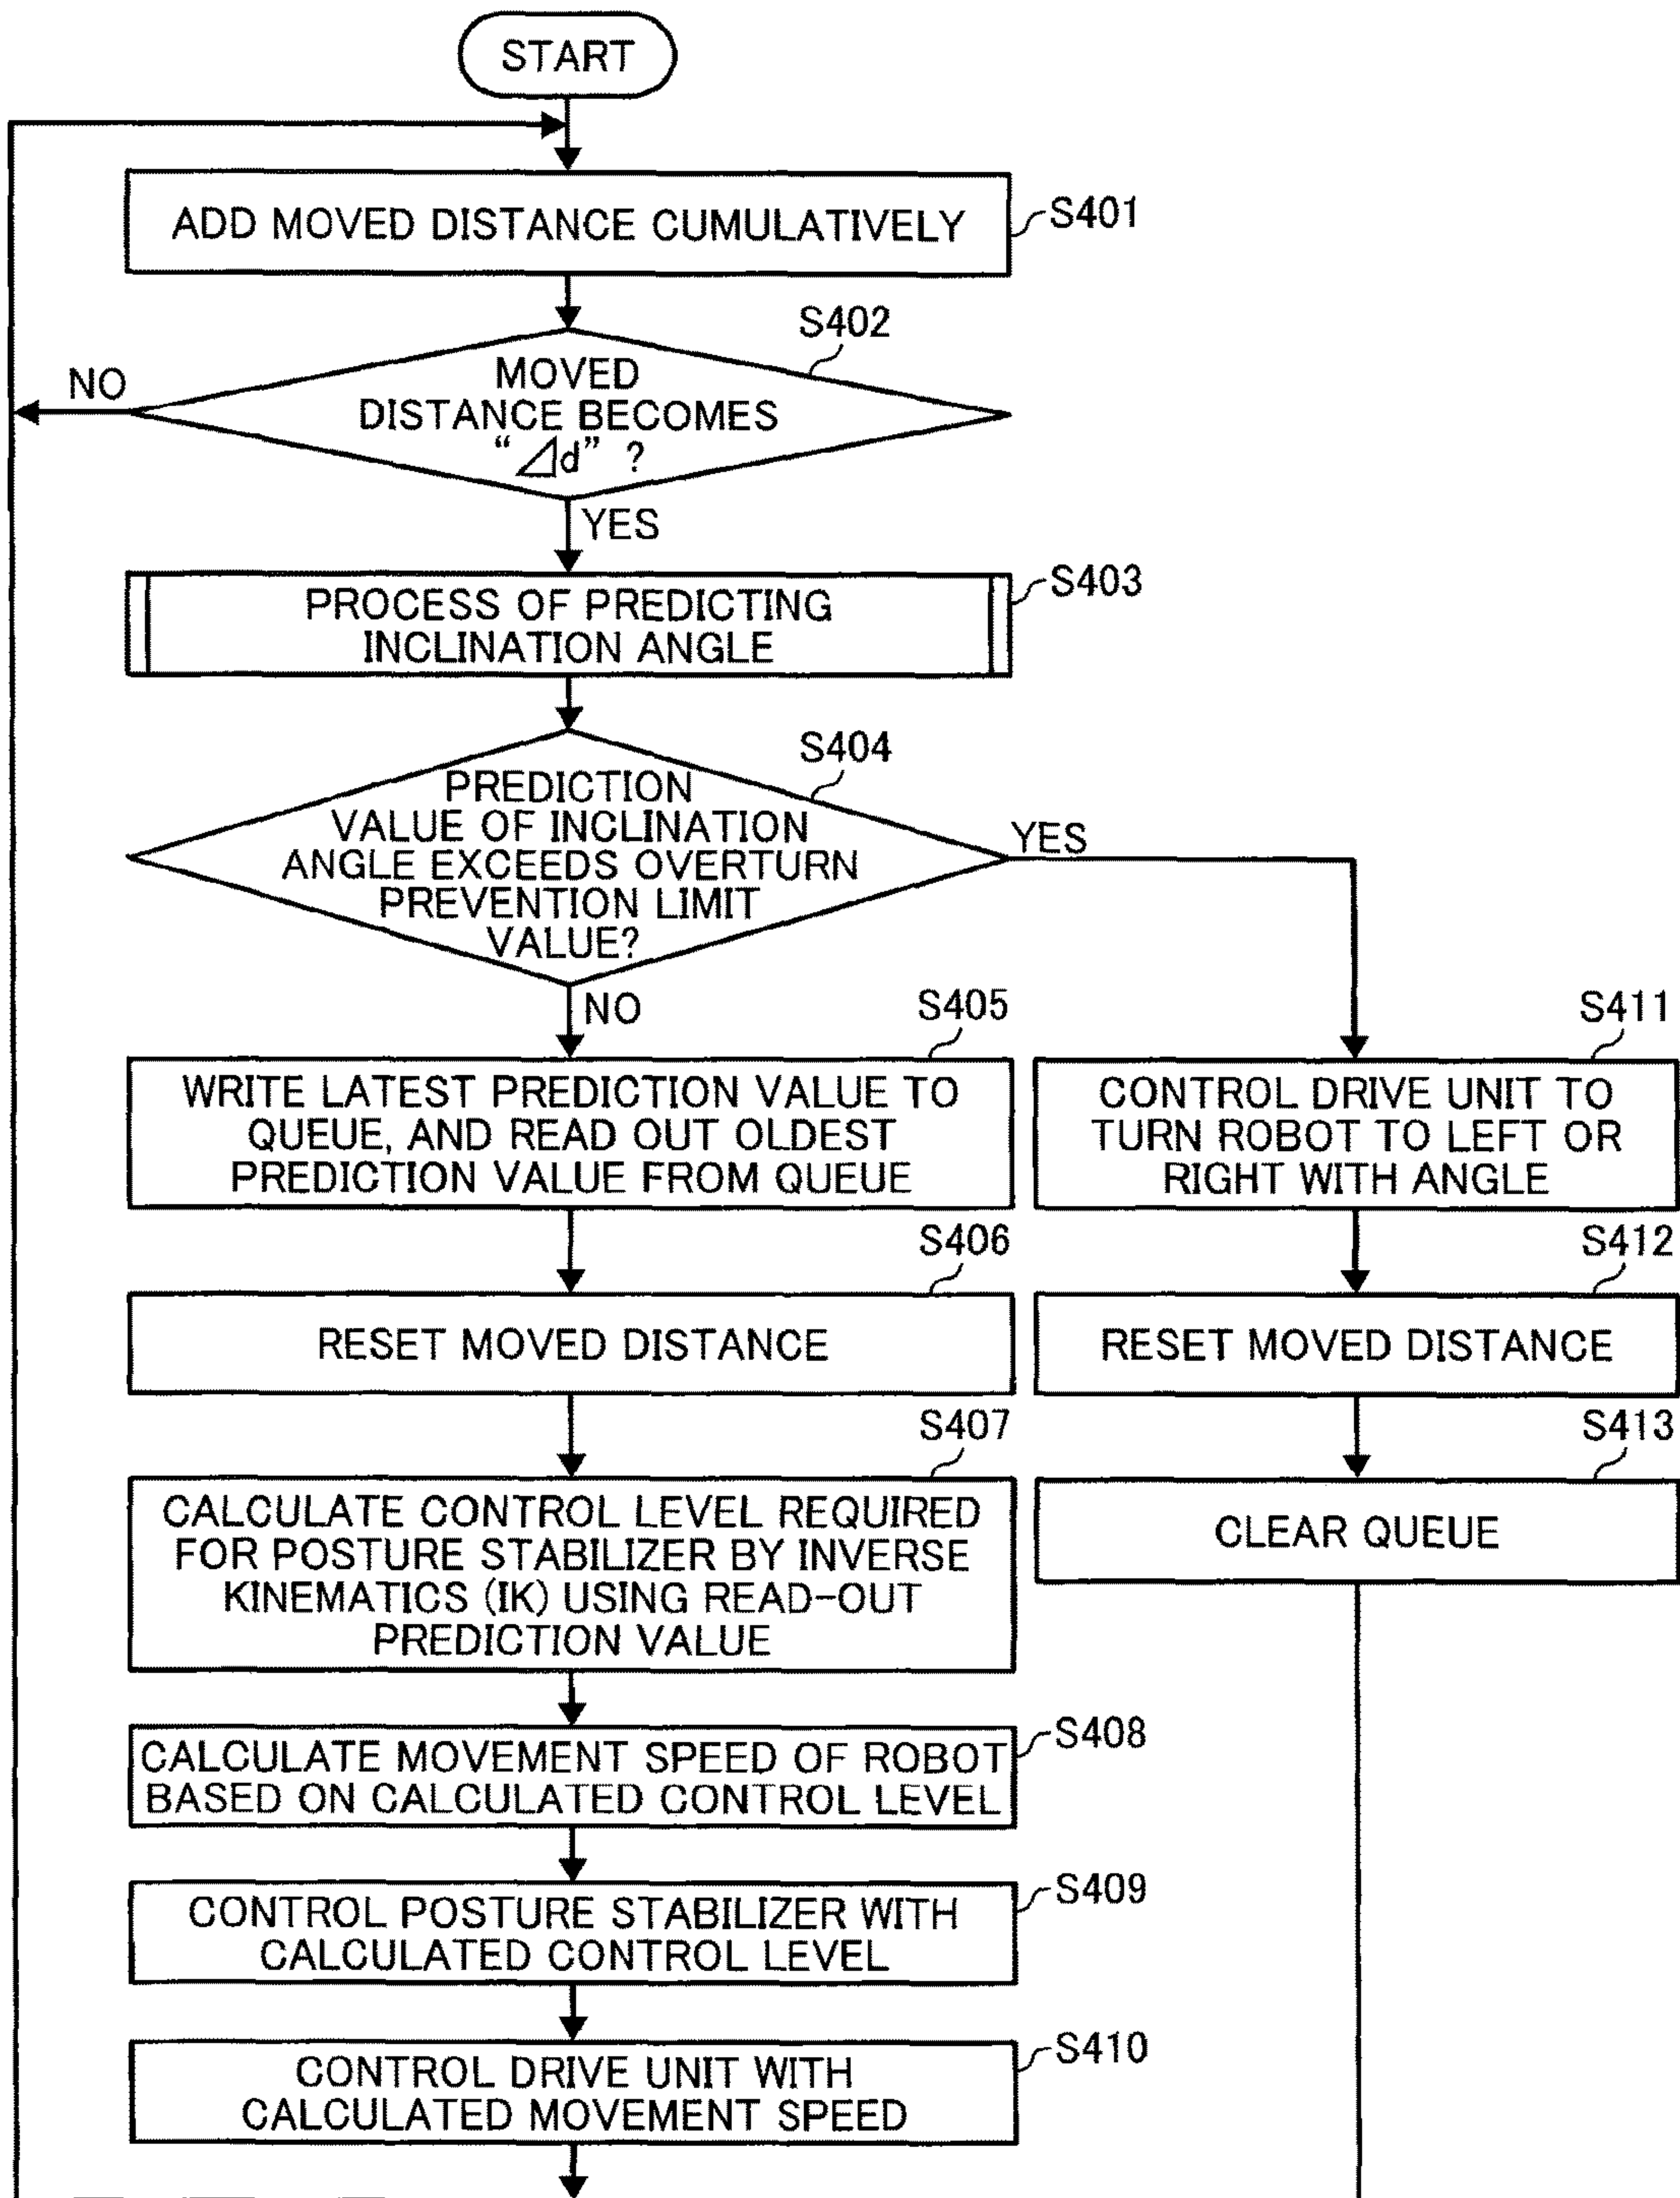 START
ADD MOVED DISTANCE CUMULATIVELY
S401
S402
MOVED
DISTANCE BECOMES
“⊿d” ?
NO
YES
PROCESS OF PREDICTING
INCLINATION ANGLE
S403
S404
PREDICTION
VALUE OF INCLINATION
ANGLE EXCEEDS OVERTURN
PREVENTION LIMIT
VALUE?
YES
NO
S405
WRITE LATEST PREDICTION VALUE TO
QUEUE, AND READ OUT OLDEST
PREDICTION VALUE FROM QUEUE
S411
CONTROL DRIVE UNIT TO
TURN ROBOT TO LEFT OR
RIGHT WITH ANGLE
S406
RESET MOVED DISTANCE
S412
RESET MOVED DISTANCE
S407
CALCULATE CONTROL LEVEL REQUIRED
FOR POSTURE STABILIZER BY INVERSE
KINEMATICS (IK) USING READ-OUT
PREDICTION VALUE
S413
CLEAR QUEUE
CALCULATE MOVEMENT SPEED OF ROBOT
BASED ON CALCULATED CONTROL LEVEL
S408
CONTROL POSTURE STABILIZER WITH
CALCULATED CONTROL LEVEL
S409
CONTROL DRIVE UNIT WITH
CALCULATED MOVEMENT SPEED
S410